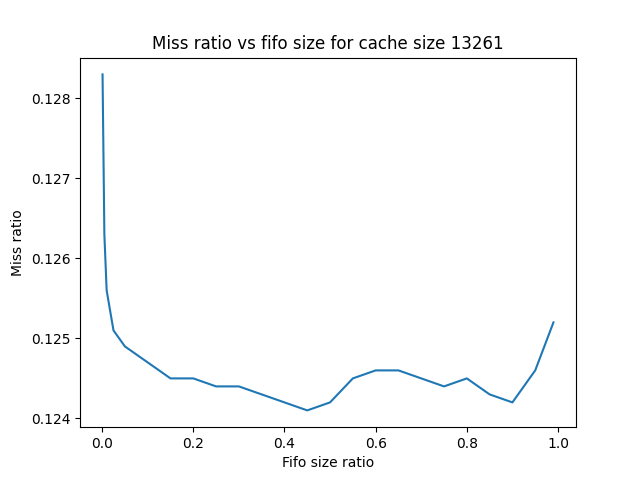 Miss ratio vs fifo size for cache size 13261
Miss ratio
0.128
0.127
0.126
0.125
0.124
0.0 0.2 0.4 0.6 0.8 1.0
Fifo size ratio